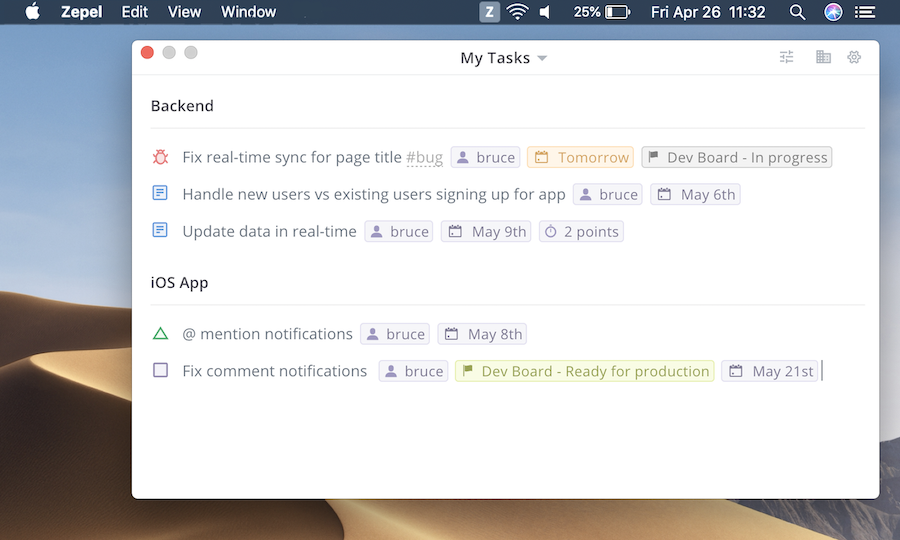 Zepel Edit View Window Z 25% Fri Apr 26 11:32
My Tasks
Backend
Fix real-time sync for page title #bug bruce Tomorrow Dev Board - In progress
Handle new users vs existing users signing up for app bruce May 6th
Update data in real-time bruce May 9th 2 points
iOS App
@ mention notifications bruce May 8th
Fix comment notifications bruce Dev Board - Ready for production May 21st